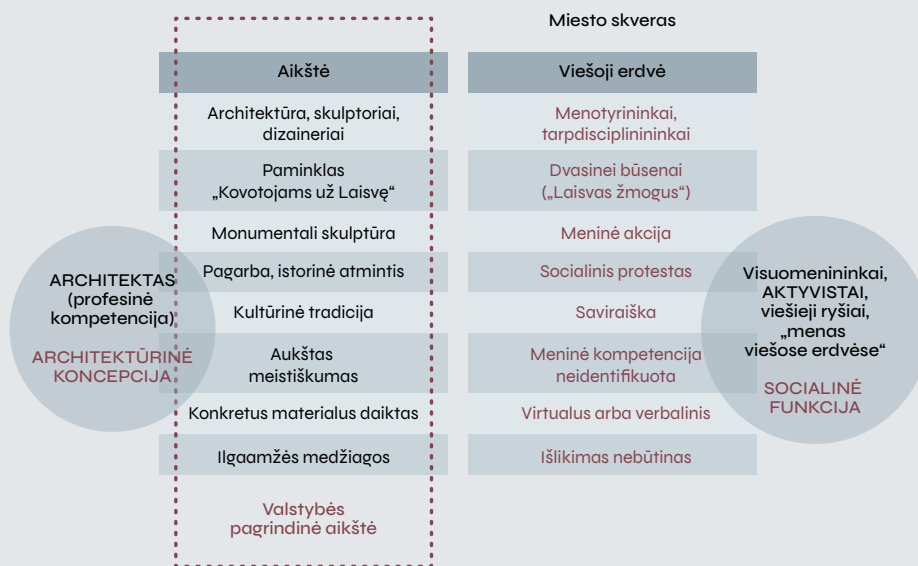 Miesto skveras
Aikštė
Viešoji erdvė
Architektūra, skulptoriai,
dizaineriai
Menotyrininkai,
tarpdisciplinininkai
Paminklas
„Kovotojams už Laisvę“
Dvasinei būsenai
(„Laisvas žmogus“)
Monumentali skulptūra
Meninė akcija
Pagarba, istorinė atmintis
Socialinis protestas
Kultūrinė tradicija
Saviraiška
Aukštas
meistiškumas
Meninė kompetencija
neidentifikuota
Konkretus materialus daiktas
Virtualus arba verbalinis
Ilgaamžės medžiagos
Išlikimas nebūtinas
Valstybės
pagrindinė aikštė
ARCHITEKTAS
(profesinė
kompetencija)
ARCHITEKTŪRINĖ
KONCEPCIJA
Visuomenininkai,
AKTYVISTAI,
viešieji ryšiai,
„menas
viešose erdvėse“
SOCIALINĖ
FUNKCIJA